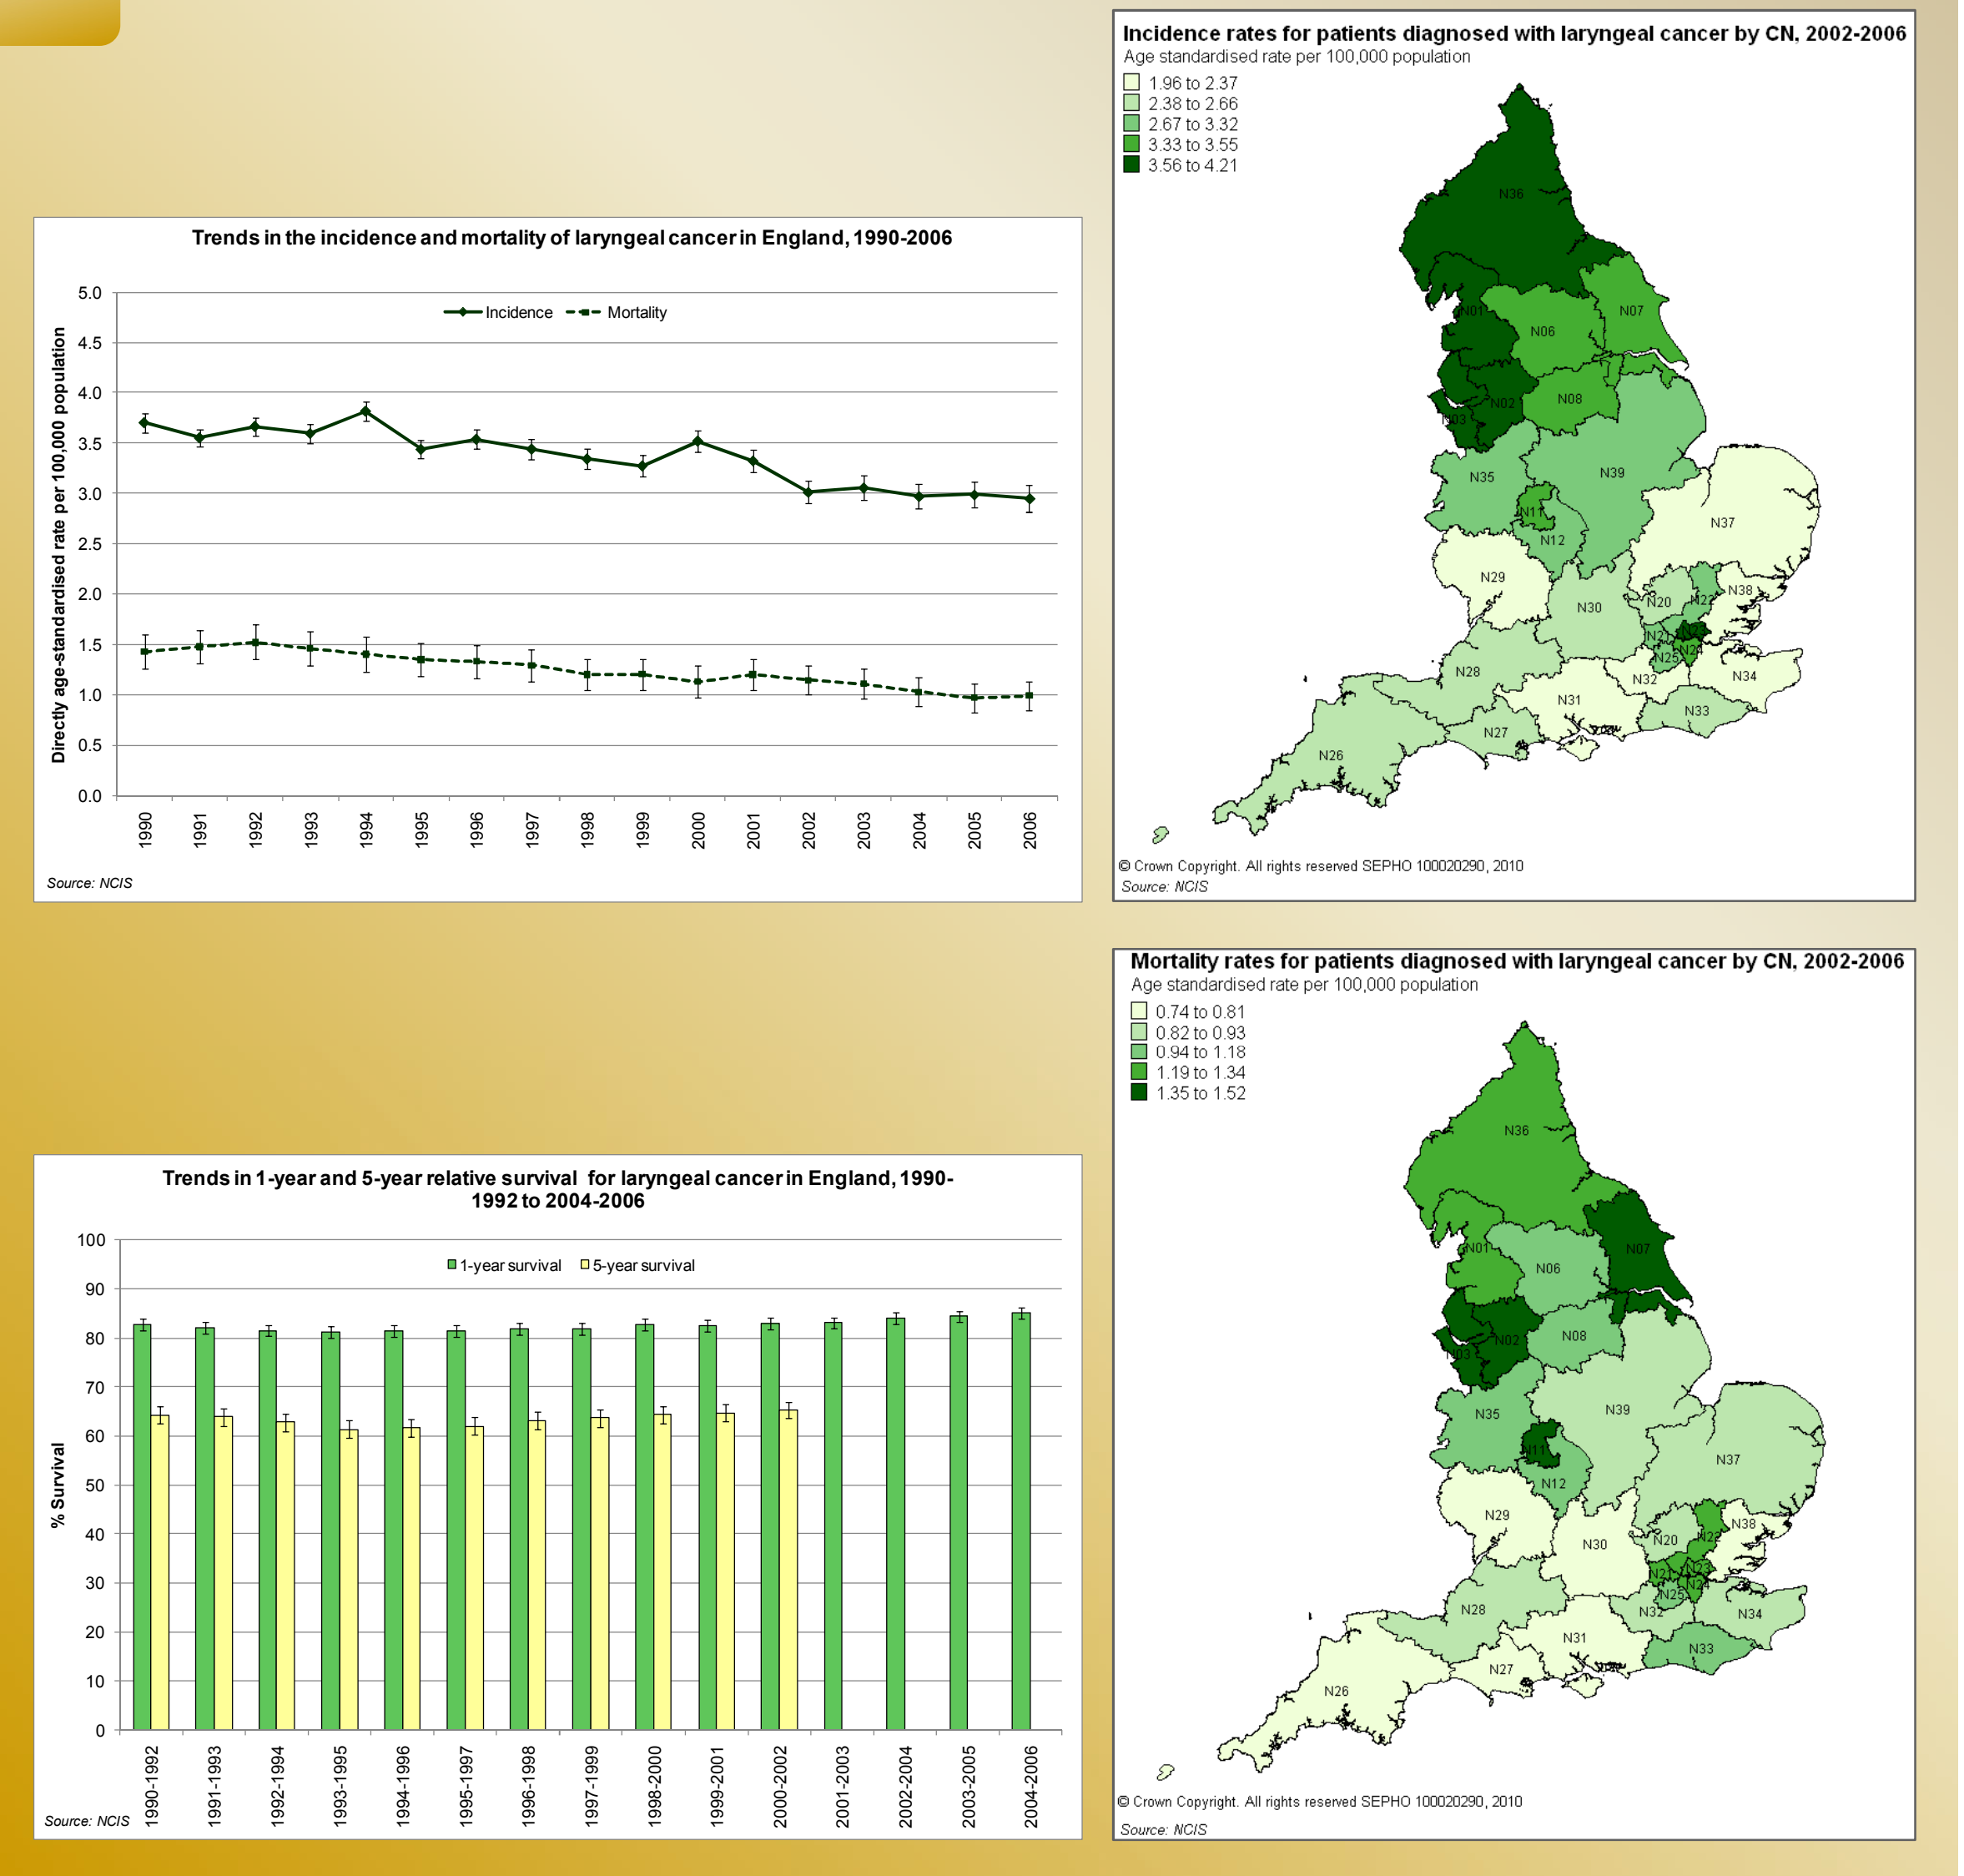 Trends in the incidence and mortality of laryngeal cancer in England, 1990-2006
Directly age-standardised rate per 100,000 population
5.0
4.5
4.0
3.5
3.0
2.5
2.0
1.5
1.0
0.5
0.0
Incidence Mortality
1990 1991 1992 1993 1994 1995 1996 1997 1998 1999 2000 2001 2002 2003 2004 2005 2006
Source: NCIS
Incidence rates for patients diagnosed with laryngeal cancer by CN, 2002-2006
Age standardised rate per 100,000 population
1.96 to 2.37
2.38 to 2.66
2.67 to 3.32
3.33 to 3.55
3.56 to 4.21
N36
N01
N07
N06
N08
N02
N03
N39
N35
N11
N37
N12
N29
N38
N20
N22
N30
N21
N25
N28
N32
N34
N31
N33
N27
N26
© Crown Copyright. All rights reserved SEPHO 100020290, 2010
Source: NCIS
Trends in 1-year and 5-year relative survival for laryngeal cancer in England, 1990-
1992 to 2004-2006
% Survival
100
90
80
70
60
50
40
30
20
10
0
1-year survival 5-year survival
1990-1992 1991-1993 1992-1994 1993-1995 1994-1996 1995-1997 1996-1998 1997-1999 1998-2000 1999-2001 2000-2002 2001-2003 2002-2004 2003-2005 2004-2006
Source: NCIS
Mortality rates for patients diagnosed with laryngeal cancer by CN, 2002-2006
Age standardised rate per 100,000 population
0.74 to 0.81
0.82 to 0.93
0.94 to 1.18
1.19 to 1.34
1.35 to 1.52
N36
N01
N07
N06
N08
N02
N03
N39
N35
N11
N37
N12
N29
N38
N20
N22
N30
N23
N21
N24
N25
N28
N32
N34
N31
N33
N27
N26
© Crown Copyright. All rights reserved SEPHO 100020290, 2010
Source: NCIS